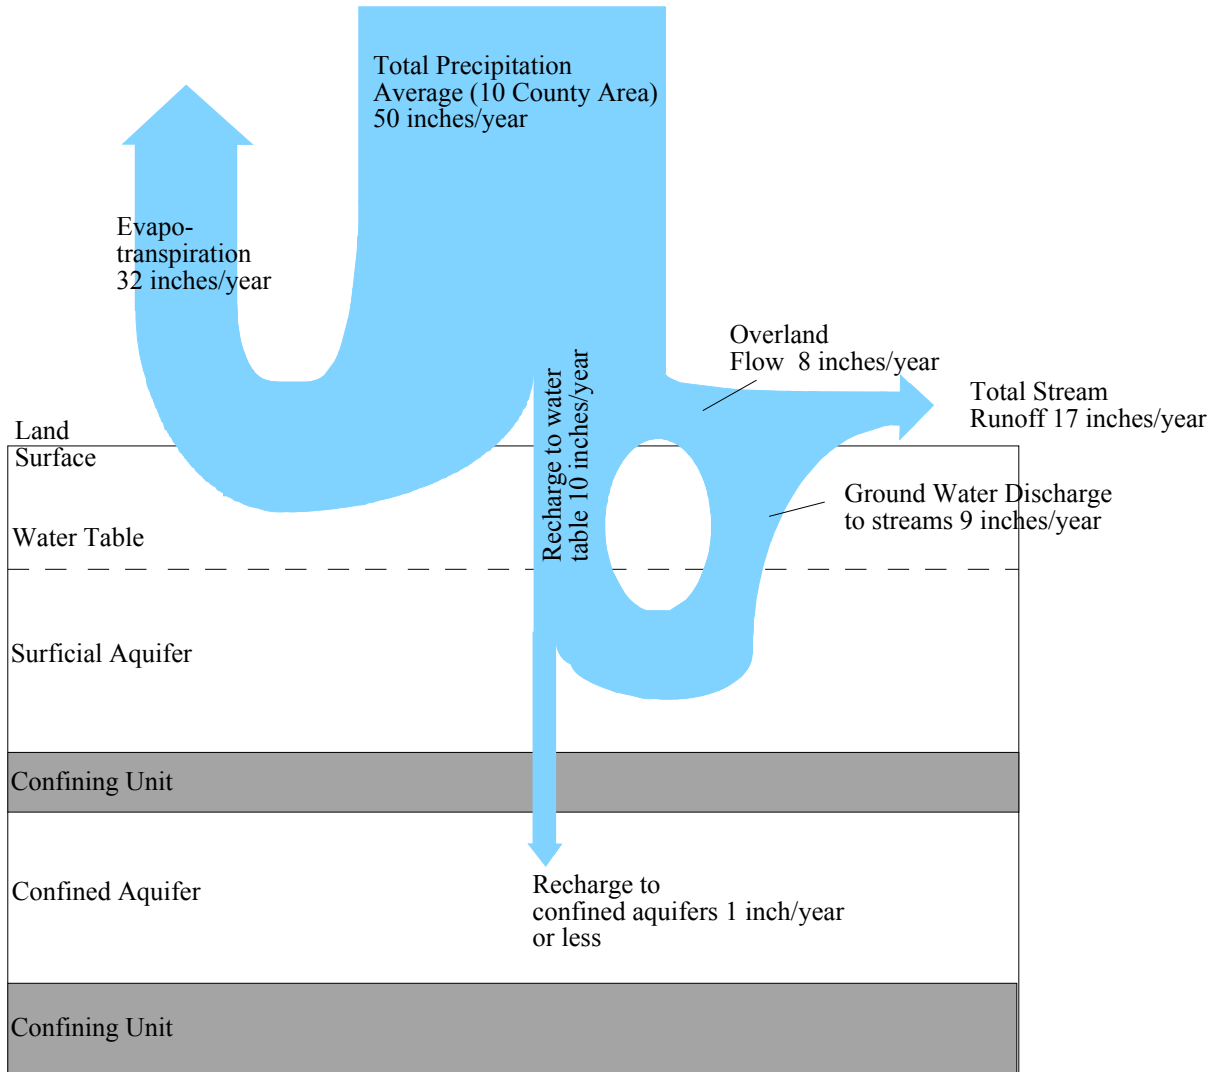 Total Precipitation
Average (10 County Area)
50 inches/year
Evapo-
transpiration
32 inches/year
Overland
Flow  8 inches/year
Total Stream
Runoff 17 inches/year
Land
Surface
Recharge to water
table 10 inches/year
Ground Water Discharge
to streams 9 inches/year
Water Table
Surficial Aquifer
Confining Unit
Confined Aquifer
Recharge to
confined aquifers 1 inch/year
or less
Confining Unit